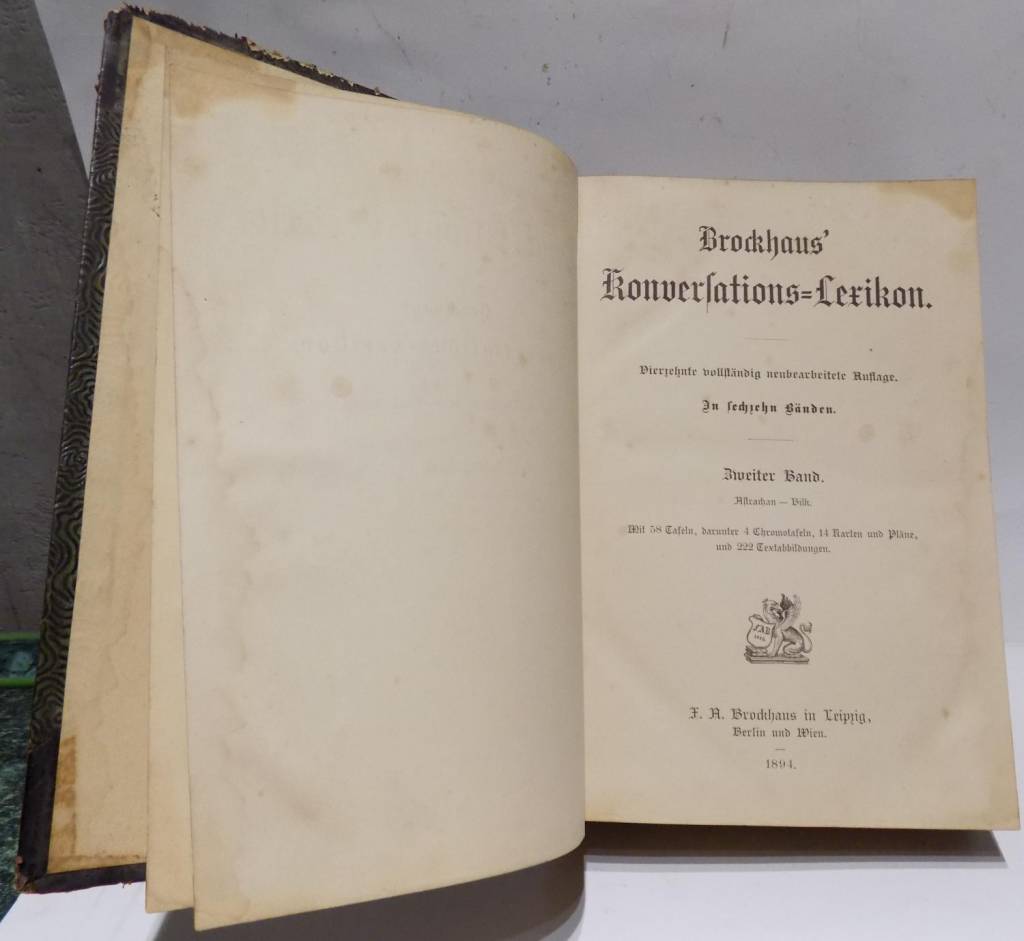 Brockhaus'
Konversations=Lexikon.
Vierzehnte vollständig neubearbeitete Auflage.
In sechzehn Bänden.
Zweiter Band.
Astrachan — Bilk.
Mit 58 Tafeln, darunter 4 Chromotafeln, 14 Karten und Pläne,
und 222 Textabbildungen.
F. A. Brockhaus in Leipzig,
Berlin und Wien.
1894.